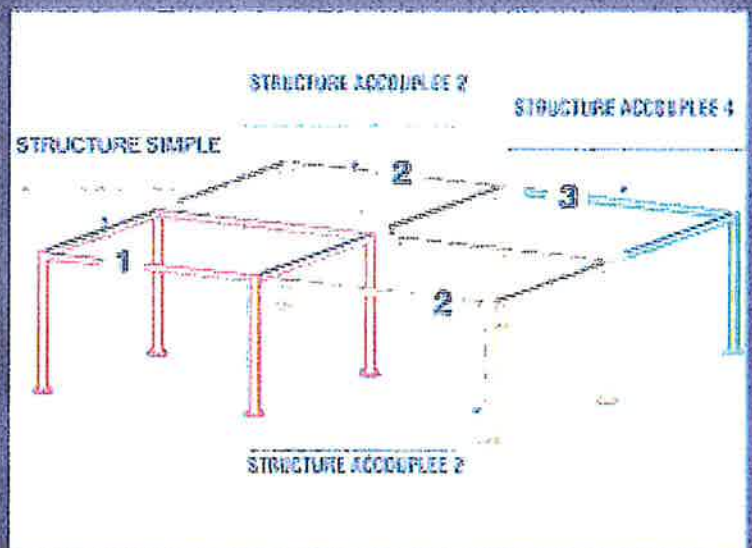 STRUCTURE ACCOUPLEE 2
STRUCTURE ACCOUPLEE 4
STRUCTURE SIMPLE
2
3
1
2
STRUCTURE ACCOUPLEE 2